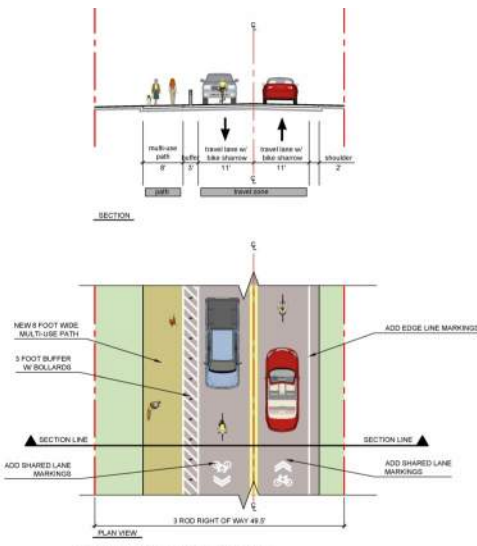 ℄
multi-use
path
buffer
travel lane w/
bike sharrow
travel lane w/
bike sharrow
shoulder
8'
3'
11'
11'
2'
℄
path
travel zone
SECTION
℄
NEW 8 FOOT WIDE
MULTI-USE PATH
3 FOOT BUFFER
W/ BOLLARDS
ADD EDGE LINE MARKINGS
SECTION LINE
SECTION LINE
ADD SHARED LANE
MARKINGS
ADD SHARED LANE
MARKINGS
℄
3 ROD RIGHT OF WAY 49.5'
PLAN VIEW